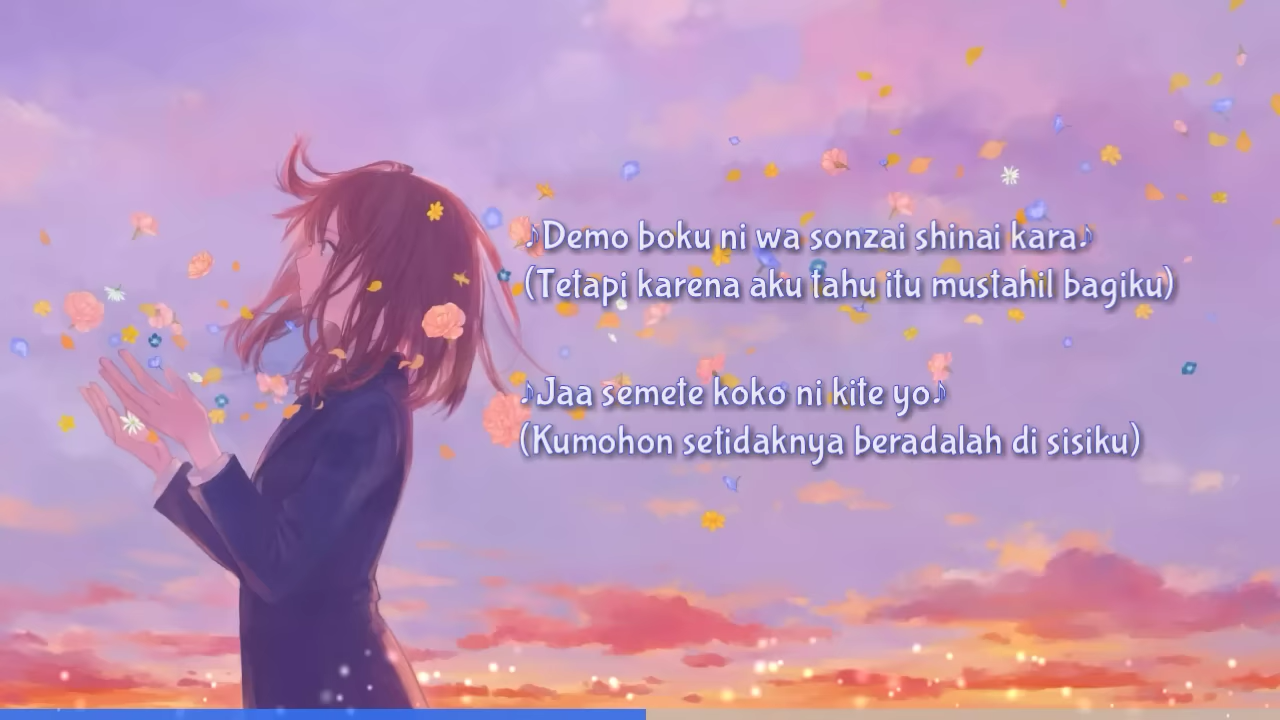 ♪Demo boku ni wa sonzai shinai kara♪
(Tetapi karena aku tahu itu mustahil bagiku)
♪Jaa semete koko ni kite yo♪
(Kumohon setidaknya beradalah di sisiku)